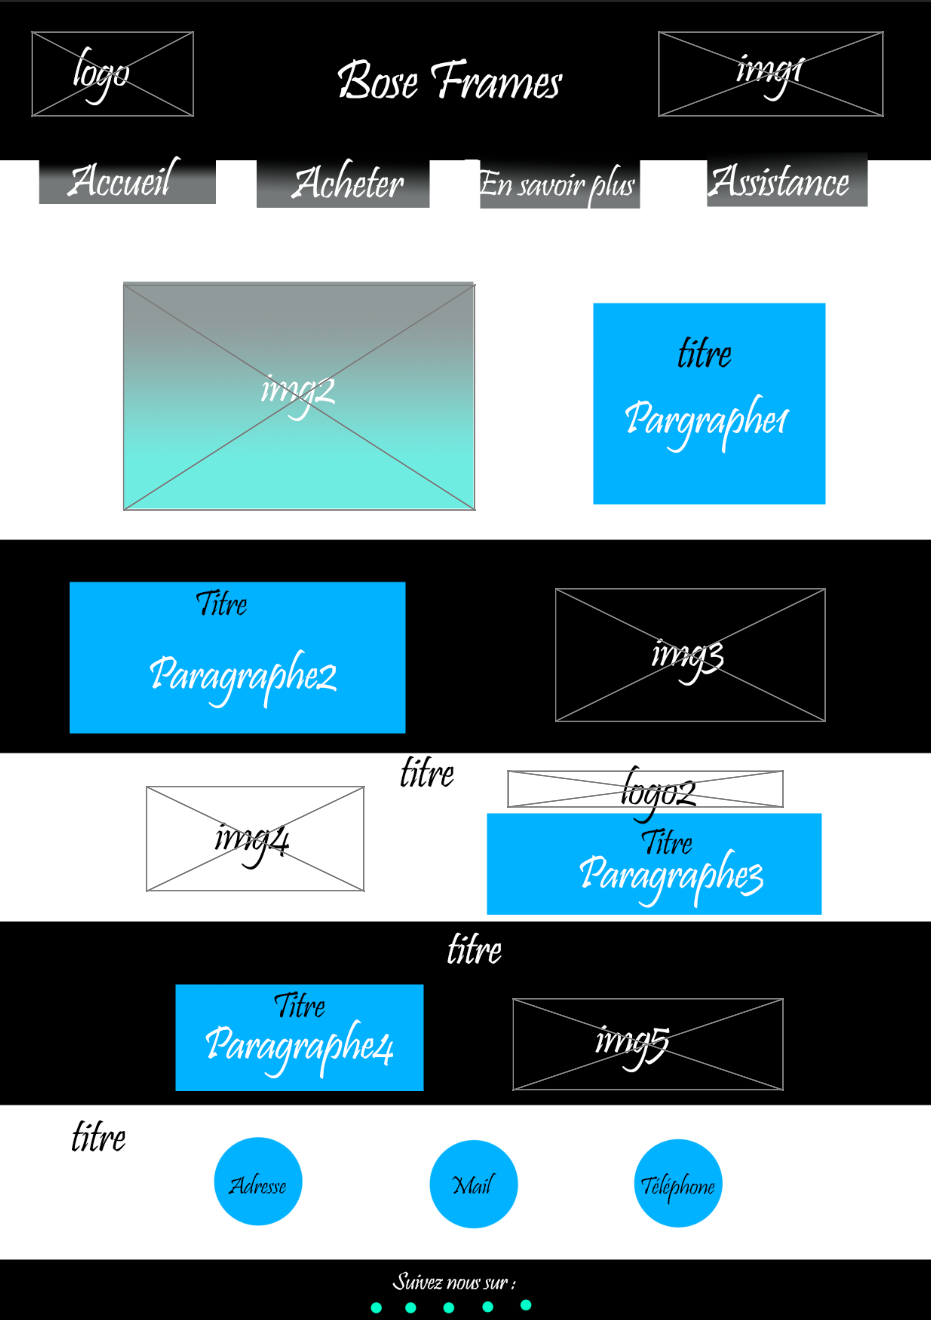 logo
Bose Frames
img1
Accueil
Acheter
En savoir plus
Assistance
img2
titre
Pargraphe1
Titre
Paragraphe2
img3
titre
img4
logo2
Titre
Paragraphe3
titre
Titre
Paragraphe4
img5
titre
Adresse
Mail
Téléphone
Suivez nous sur :